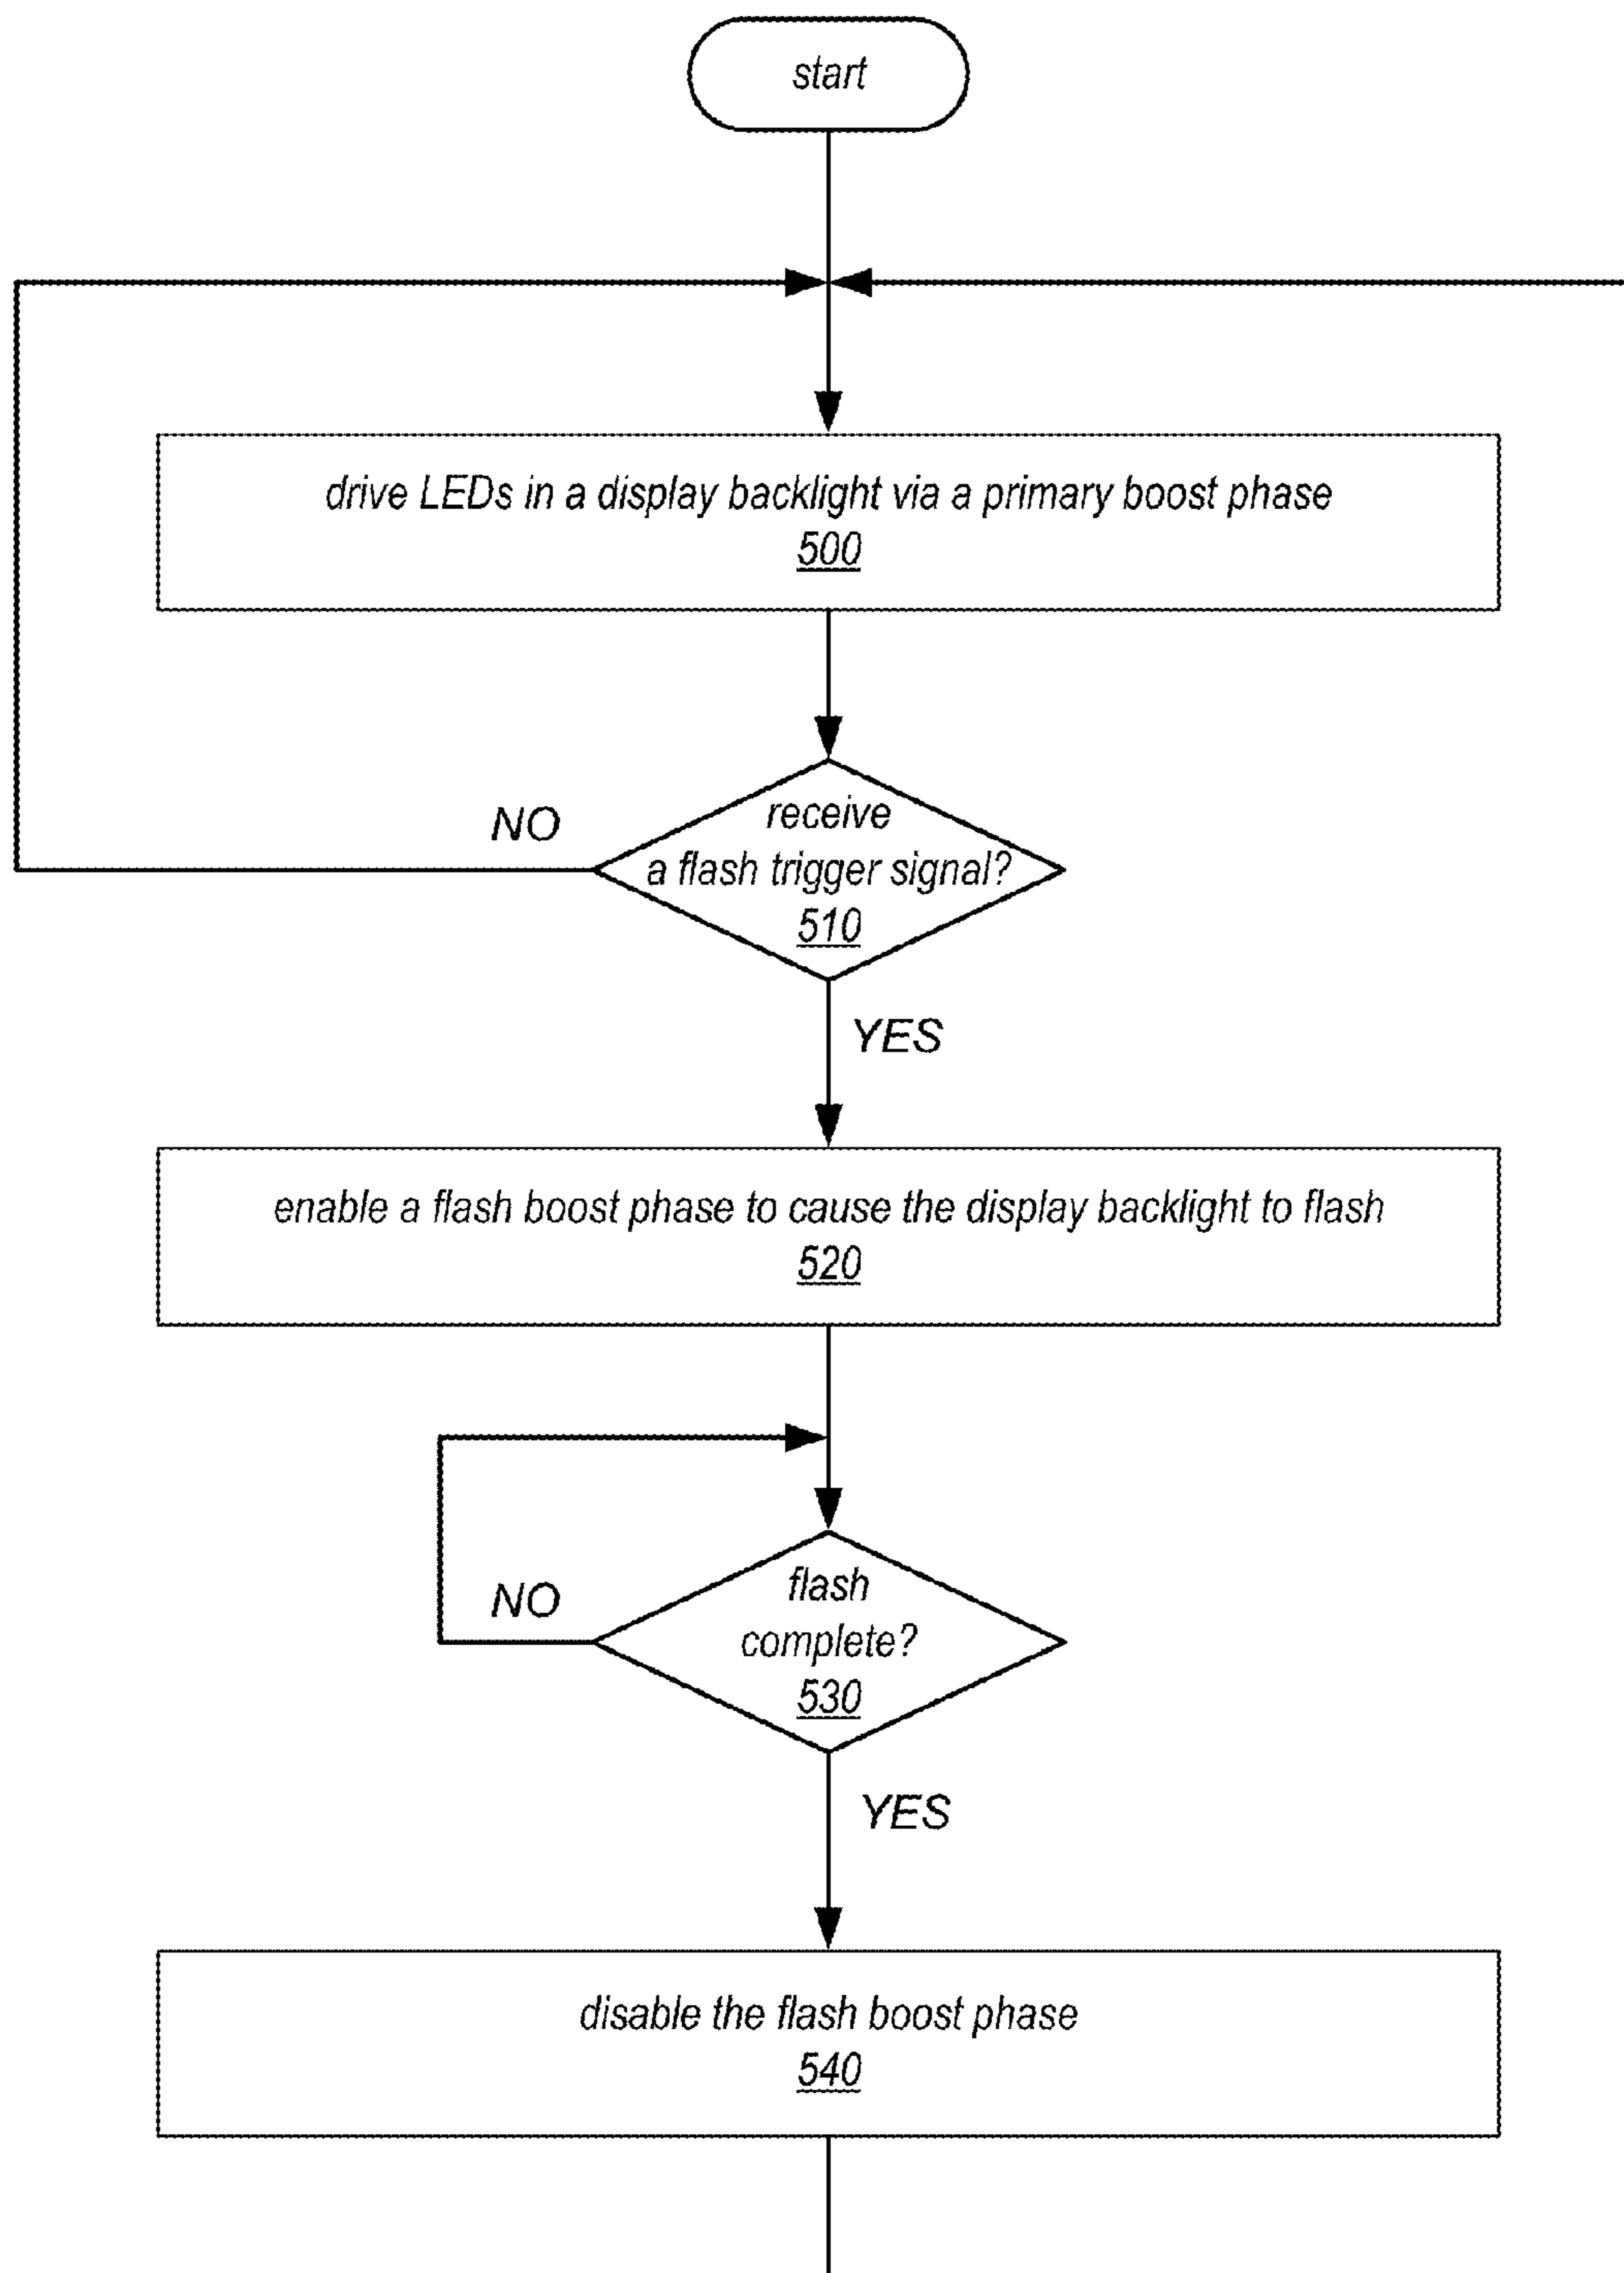 start
drive LEDs in a display backlight via a primary boost phase
500
NO
receive
a flash trigger signal?
510
YES
enable a flash boost phase to cause the display backlight to flash
520
NO
flash
complete?
530
YES
disable the flash boost phase
540